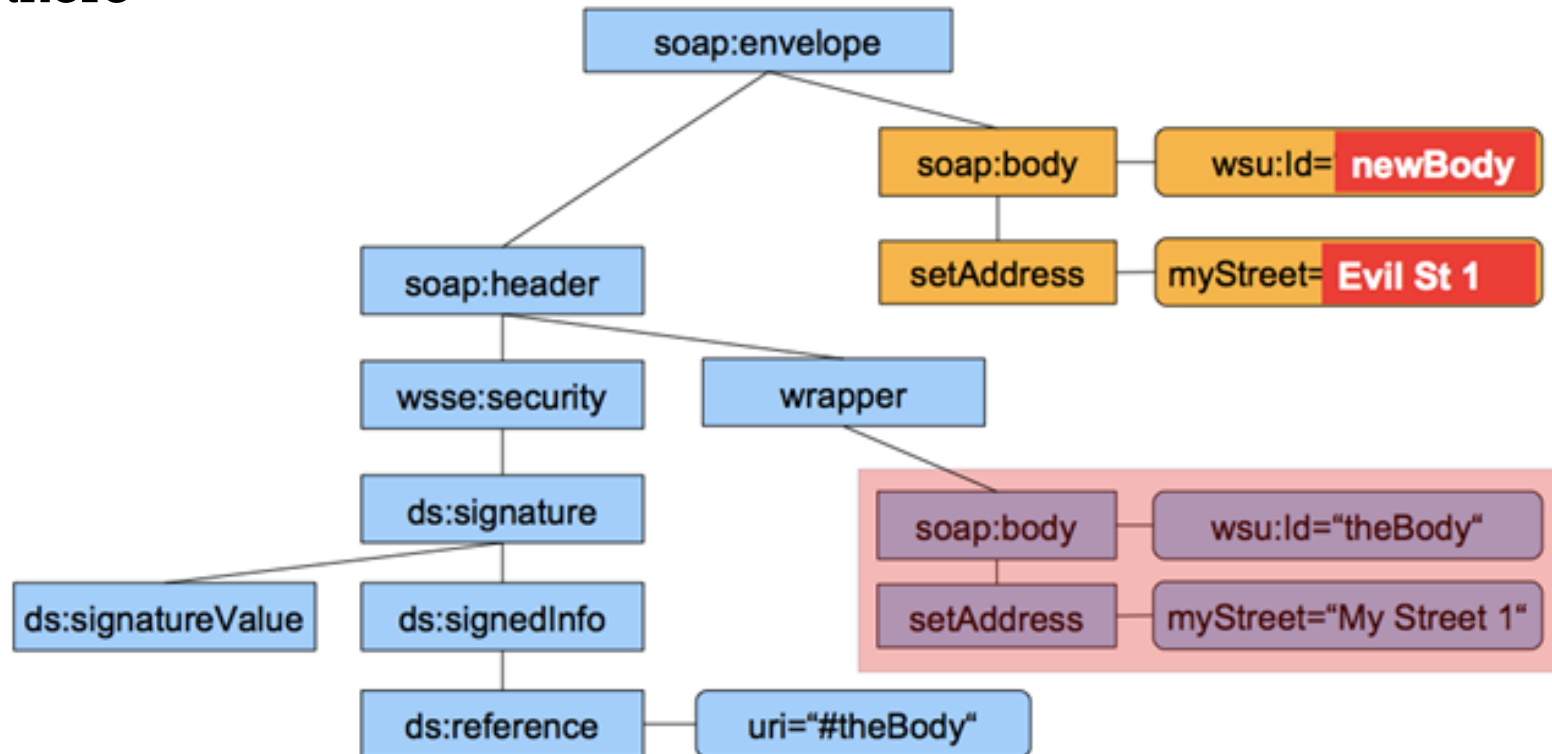 there
soap:envelope
soap:body
wsu:Id="
newBody
setAddress
myStreet=
Evil St 1
soap:header
wsse:security
wrapper
ds:signature
soap:body
wsu:Id=“theBody“
ds:signatureValue
ds:signedInfo
setAddress
myStreet=“My Street 1“
ds:reference
uri=“#theBody“